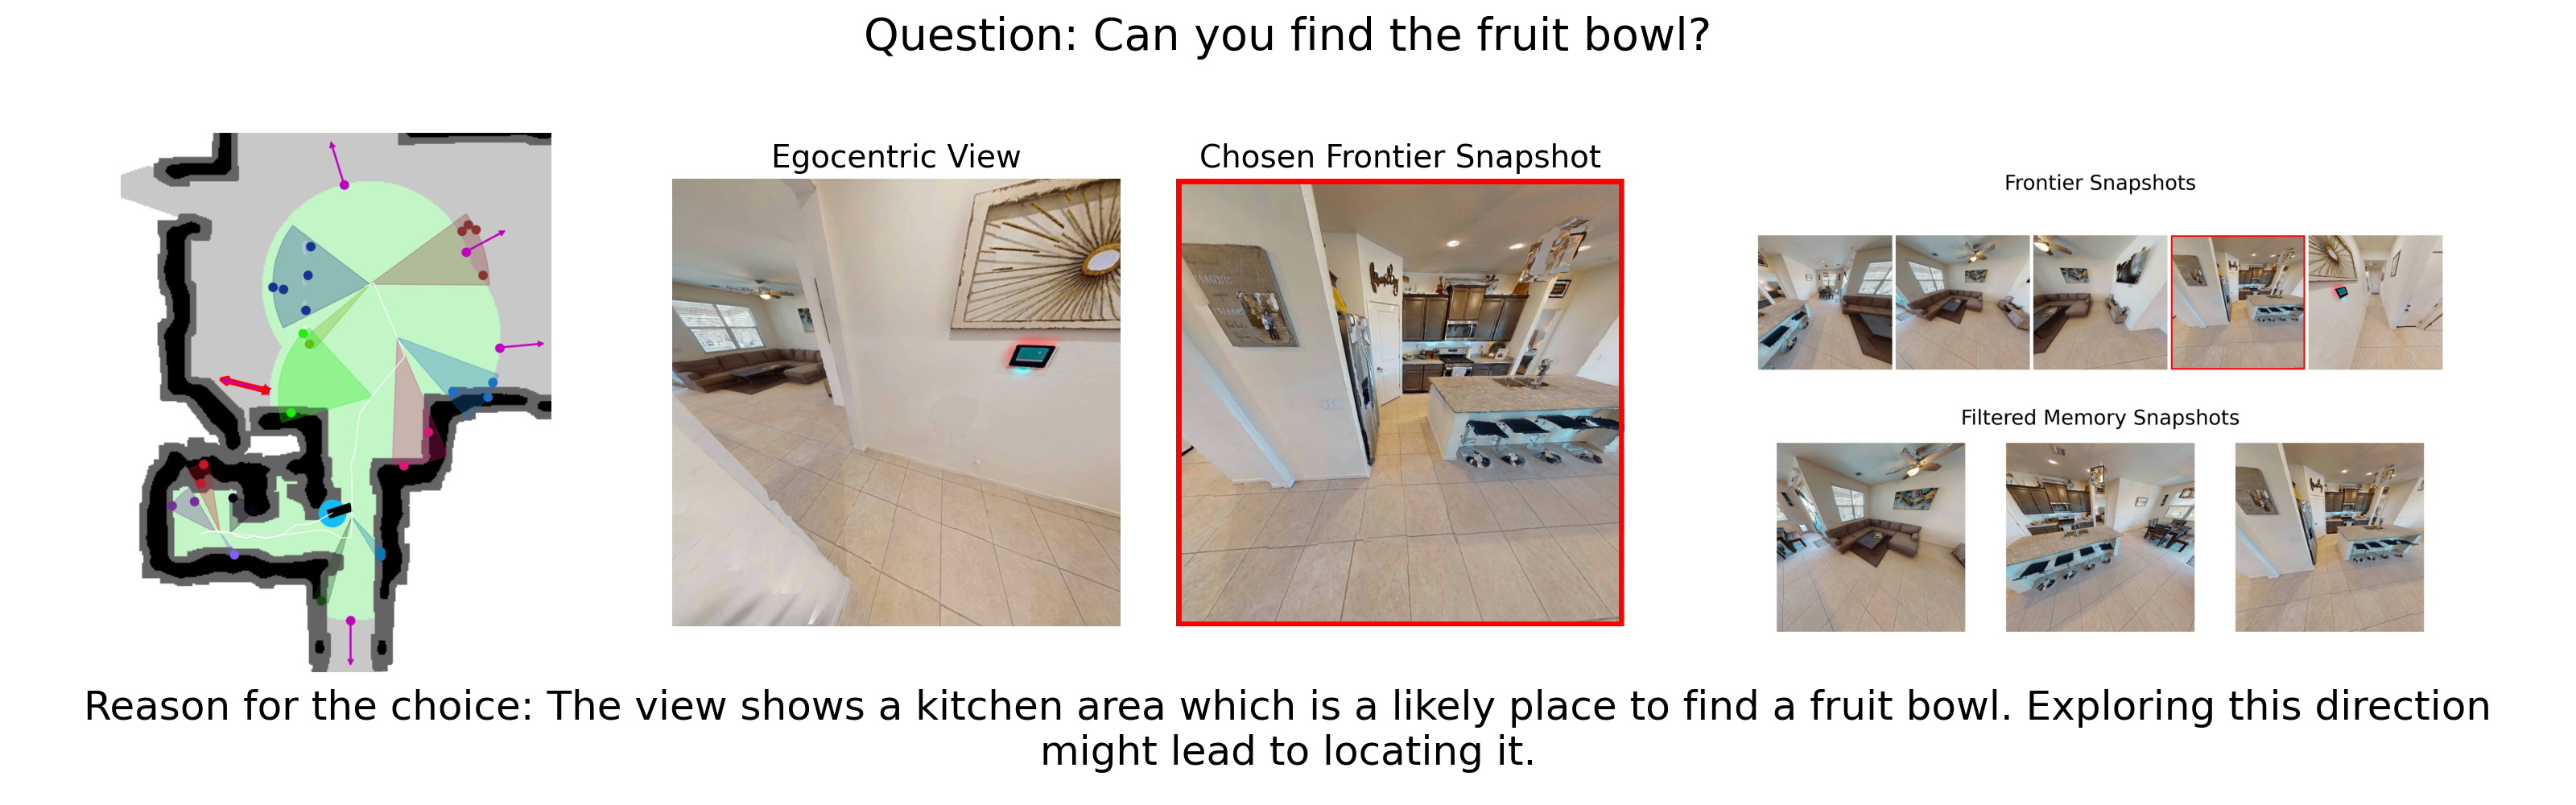 Question: Can you find the fruit bowl?
Egocentric View
Chosen Frontier Snapshot
Frontier Snapshots
Filtered Memory Snapshots
Reason for the choice: The view shows a kitchen area which is a likely place to find a fruit bowl. Exploring this direction
might lead to locating it.